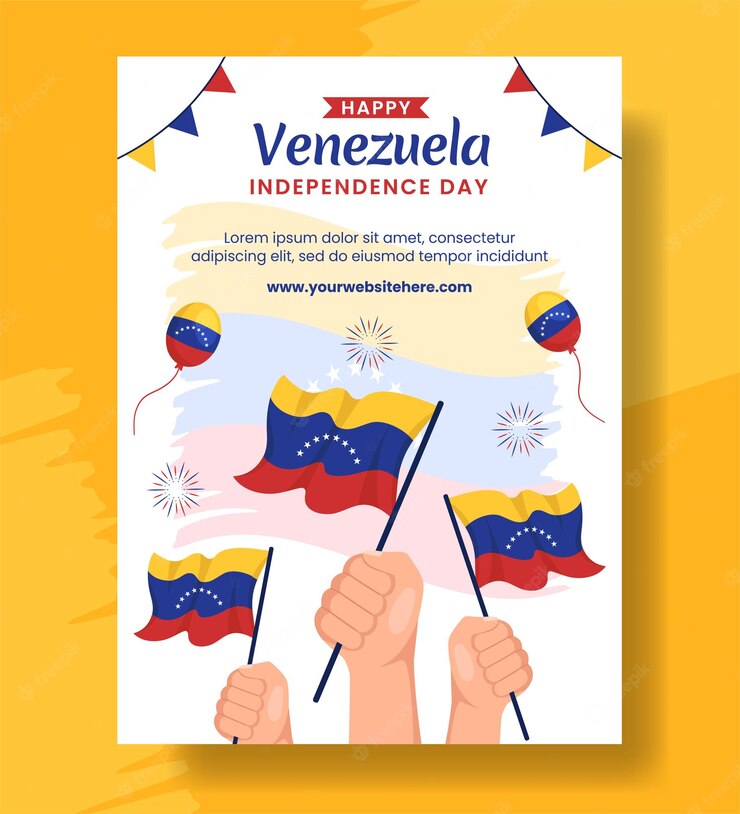 HAPPY
Venezuela
INDEPENDENCE DAY
Lorem ipsum dolor sit amet, consectetur
adipiscing elit, sed do eiusmod tempor incididunt
www.yourwebsitehere.com